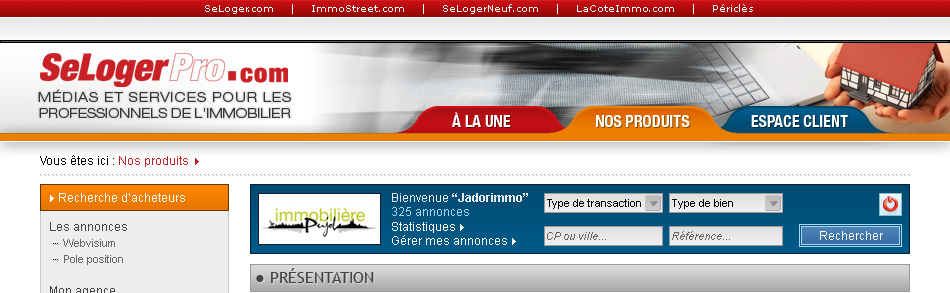 SeLoger.com | ImmoStreet.com | SeLogerNeuf.com | LaCoteImmo.com | Périclès
SeLogerPro.com
MÉDIAS ET SERVICES POUR LES
PROFESSIONNELS DE L'IMMOBILIER
À LA UNE
NOS PRODUITS
ESPACE CLIENT
Vous êtes ici : Nos produits
Recherche d'acheteurs
Les annonces
Webvisium
Pole position
Mon agence
immobilière
Pujol
Bienvenue “Jadorimmo”
325 annonces
Statistiques
Gérer mes annonces
Type de transaction
Type de bien
CP ou ville...
Référence...
Rechercher
PRÉSENTATION